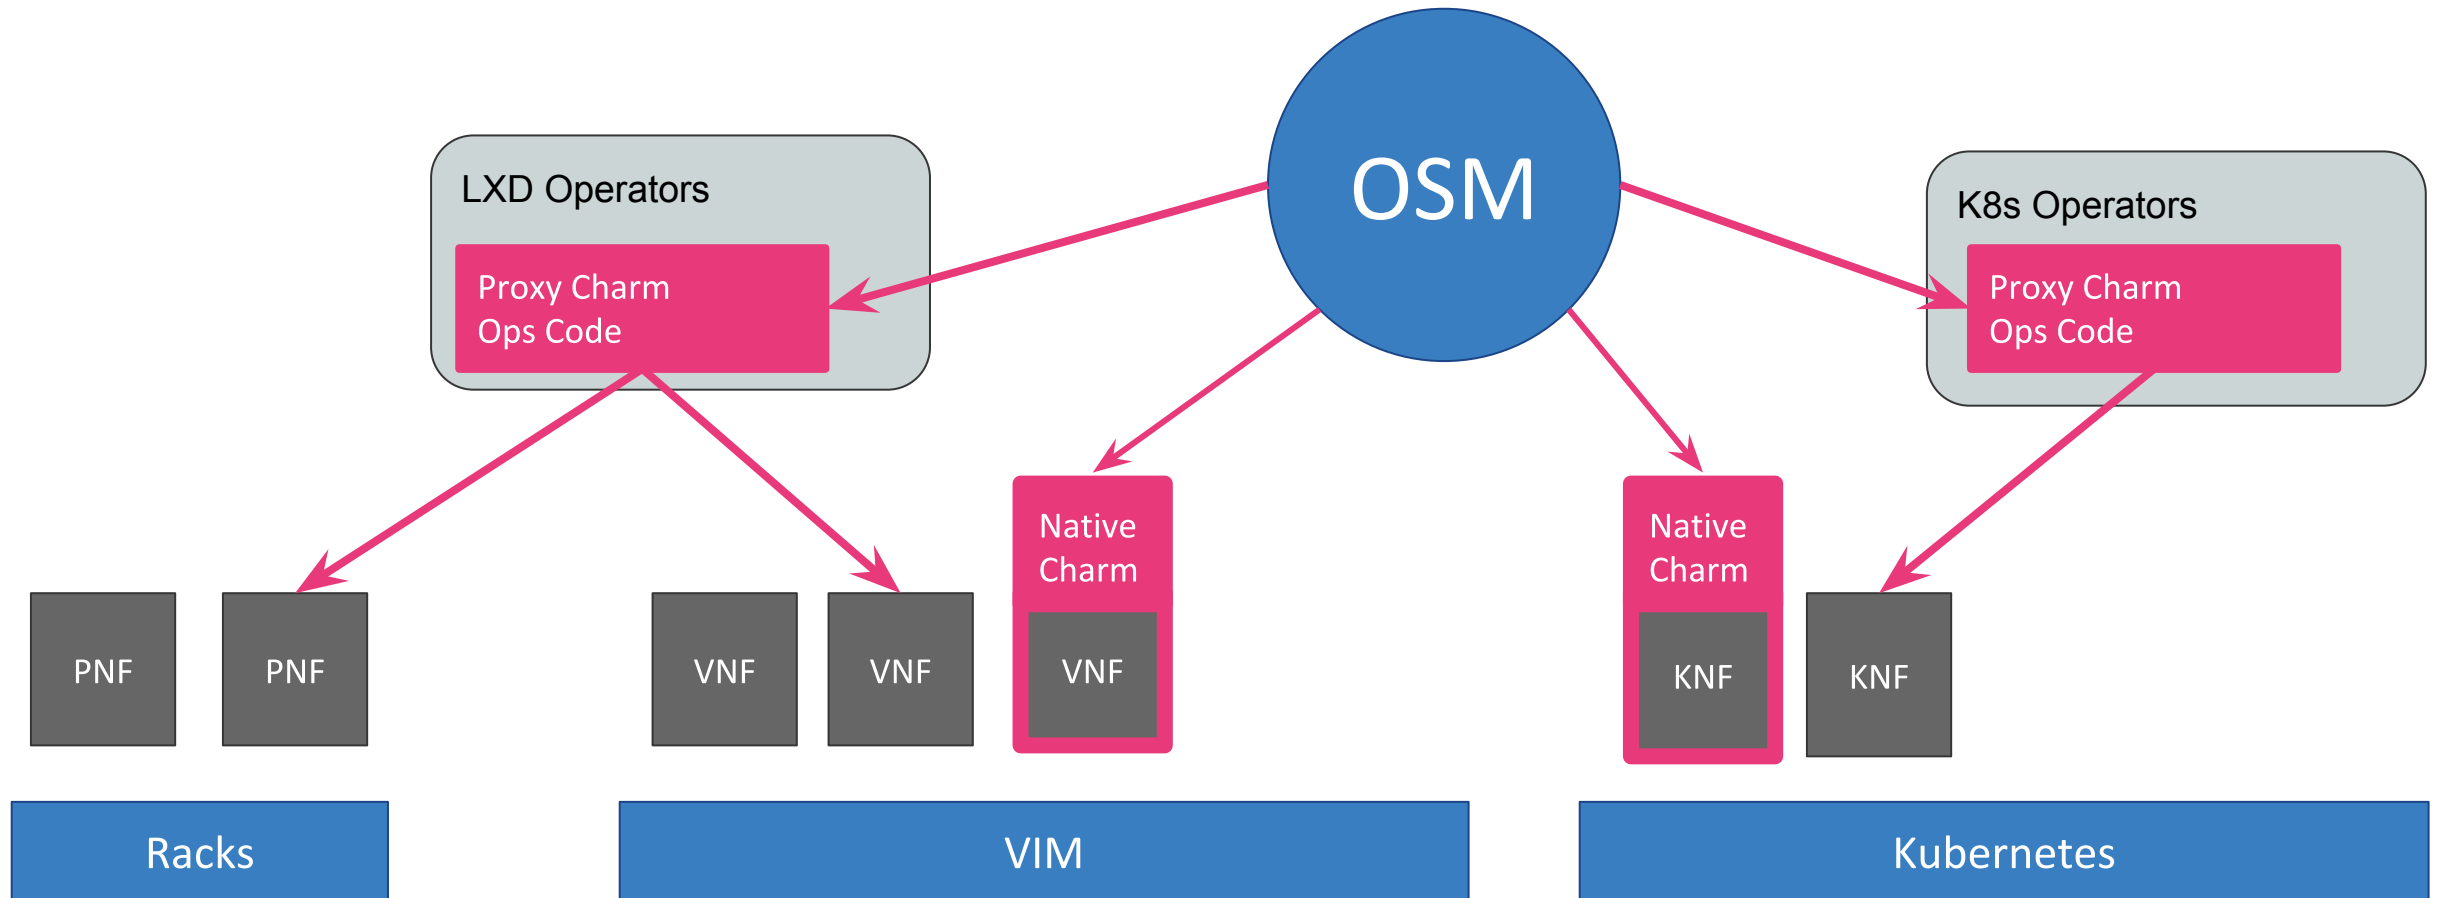 OSM
LXD Operators
Proxy Charm
Ops Code
K8s Operators
Proxy Charm
Ops Code
Native
Charm
Native
Charm
PNF
PNF
VNF
VNF
VNF
KNF
KNF
Racks
VIM
Kubernetes